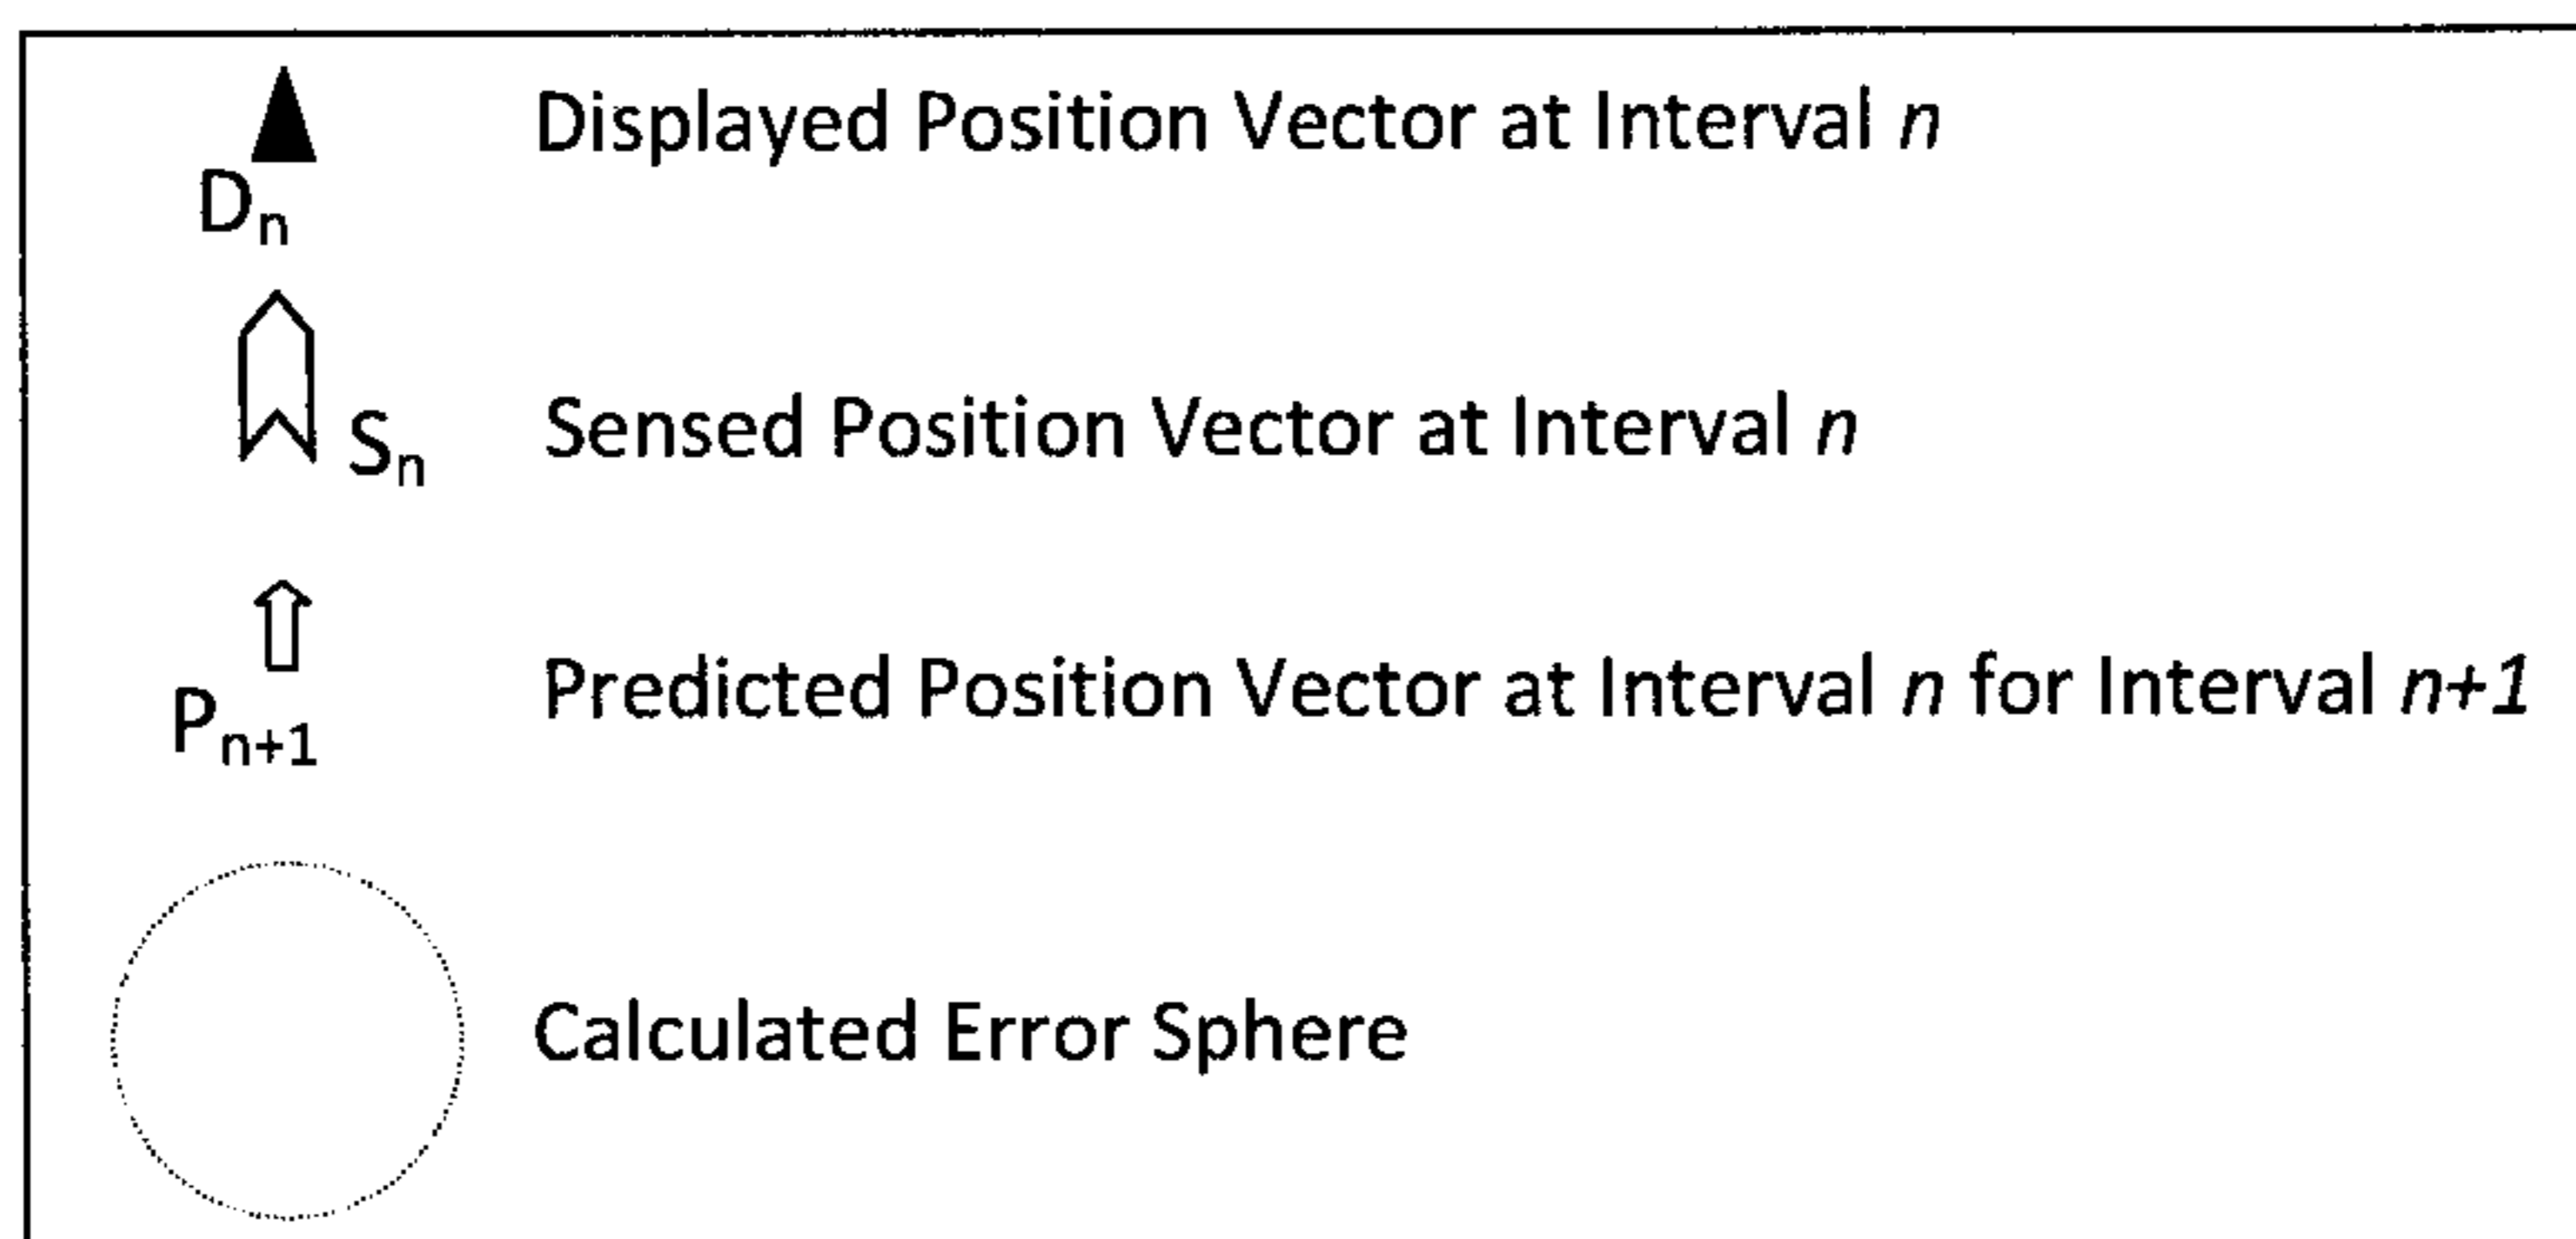 Displayed Position Vector at Interval n
Dn
Sn Sensed Position Vector at Interval n
Pn+1 Predicted Position Vector at Interval n for Interval n+1
Calculated Error Sphere